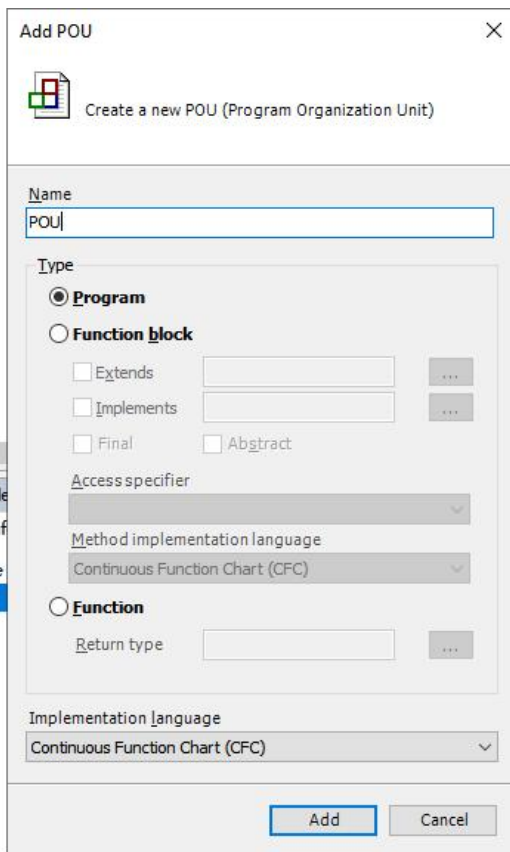 Add POU
Create a new POU (Program Organization Unit)
Name
POU
Type
Program
Function block
Extends
...
Implements
...
Final Abstract
Access specifier
Method implementation language
Continuous Function Chart (CFC)
Function
Return type
...
Implementation language
Continuous Function Chart (CFC)
Add Cancel